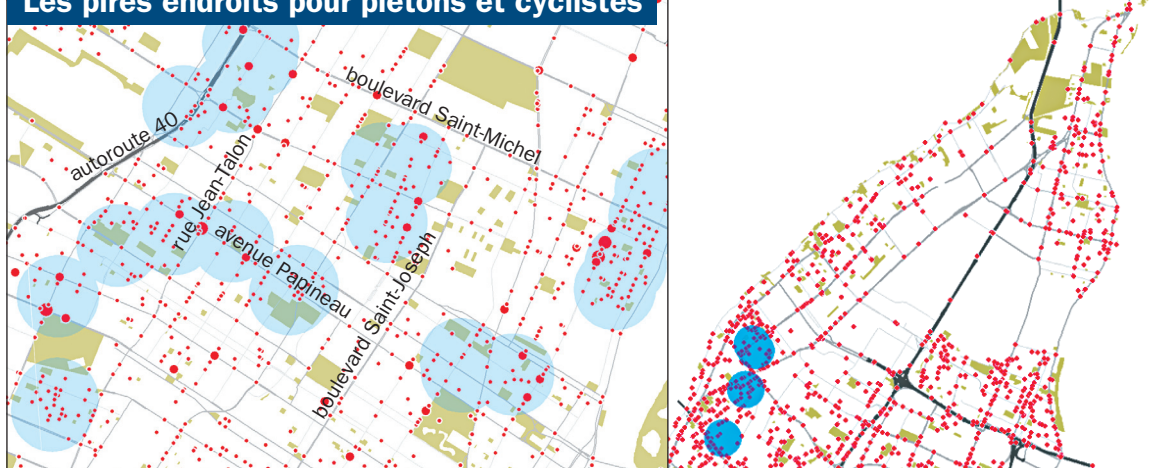 Les pires endroits pour piétons et cyclistes
boulevard Saint-Michel
autoroute 40
rue Jean-Talon
avenue Papineau
boulevard Saint-Joseph